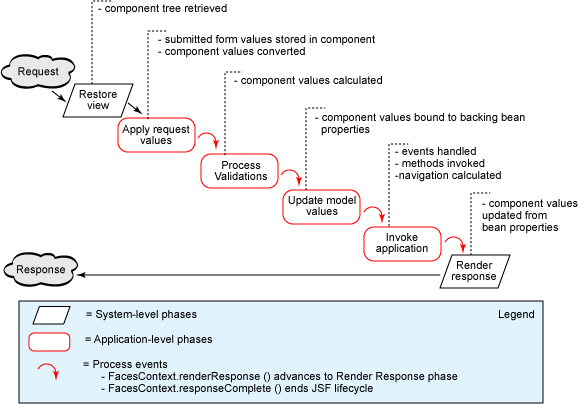 - component tree retrieved
- submitted form values stored in component
- component values converted
Request
- component values calculated
Restore
view
- component values bound to backing bean
properties
Apply request
values
- events handled
- methods invoked
-navigation calculated
Process
Validations
Update model
values
- component values
updated from
bean properties
Invoke
application
Response
Render
response
= System-level phases
Legend
= Application-level phases
= Process events
- FacesContext.renderResponse () advances to Render Response phase
- FacesContext.responseComplete () ends JSF lifecycle